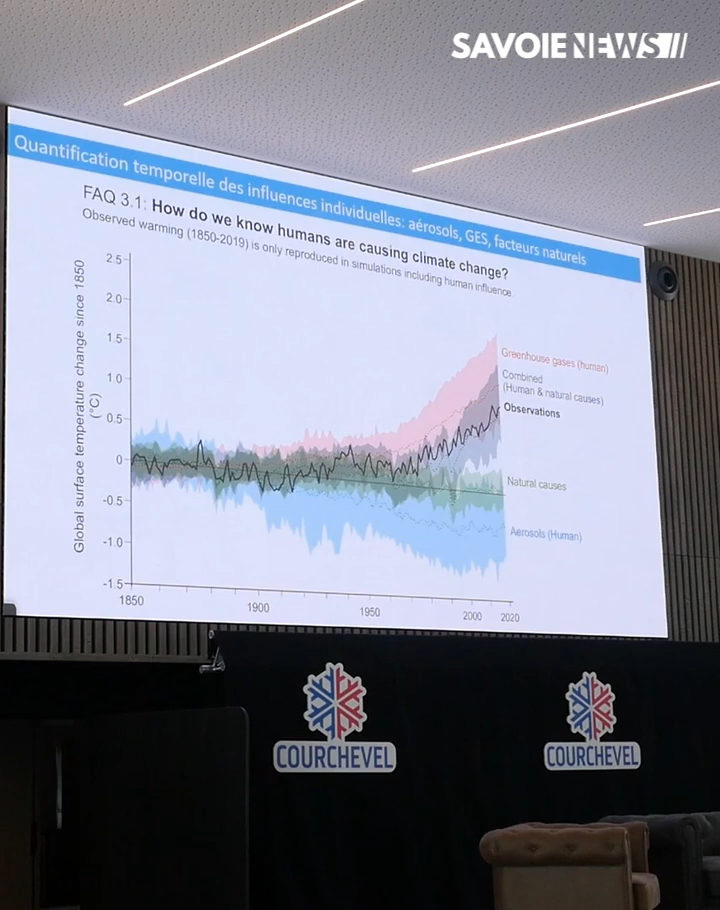 SAVOIE NEWS
Quantification temporelle des influences individuelles: aérosols, GES, facteurs naturels
FAQ 3.1: How do we know humans are causing climate change?
Observed warming (1850-2019) is only reproduced in simulations including human influence.
Global surface temperature change since 1850
(°C)
2.5
2.0
1.5
1.0
0.5
0
-0.5
-1.0
-1.5
1850
1900
1950
2000
2020
Greenhouse gases (human)
Combined
(Human & natural causes)
Observations
Natural causes
Aerosols (Human)
COURCHEVEL
COURCHEVEL